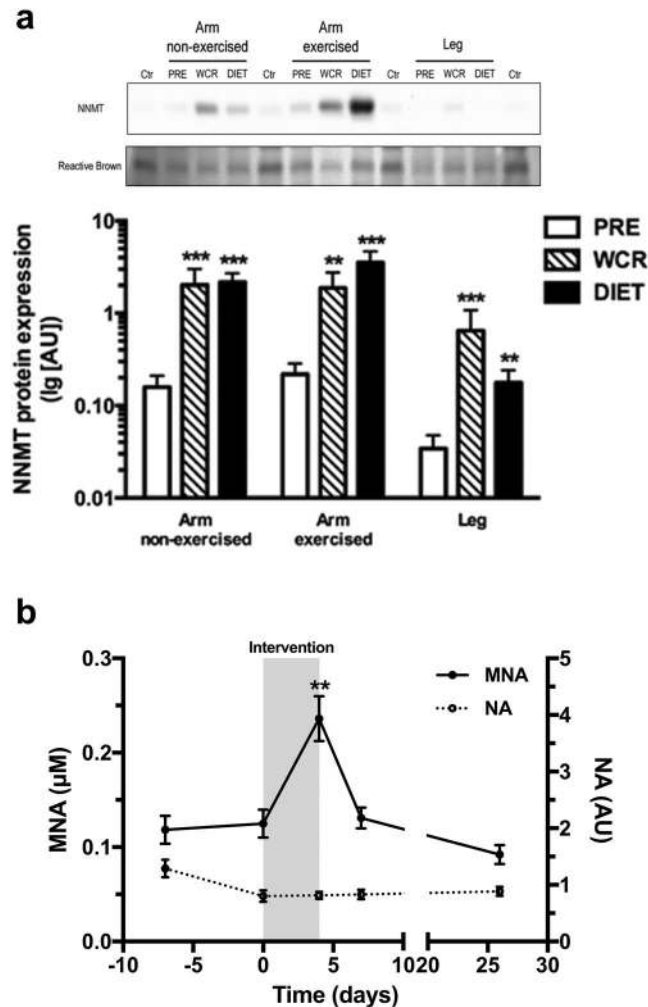 a
Arm
non-exercised
Arm
exercised
Leg
Ctr PRE WCR DIET Ctr PRE WCR DIET Ctr PRE WCR DIET Ctr
NNMT
Reactive Brown
NNMT protein expression
(lg [AU])
10
1
0.10
0.01
*** ***
** ***
*** **
PRE
WCR
DIET
Arm
non-exercised
Arm
exercised
Leg
b
Intervention
**
MNA
NA
MNA (µM)
0.3
0.2
0.1
0.0
NA (AU)
5
4
3
2
1
0
-10 -5 0 5 10 20 25 30
Time (days)